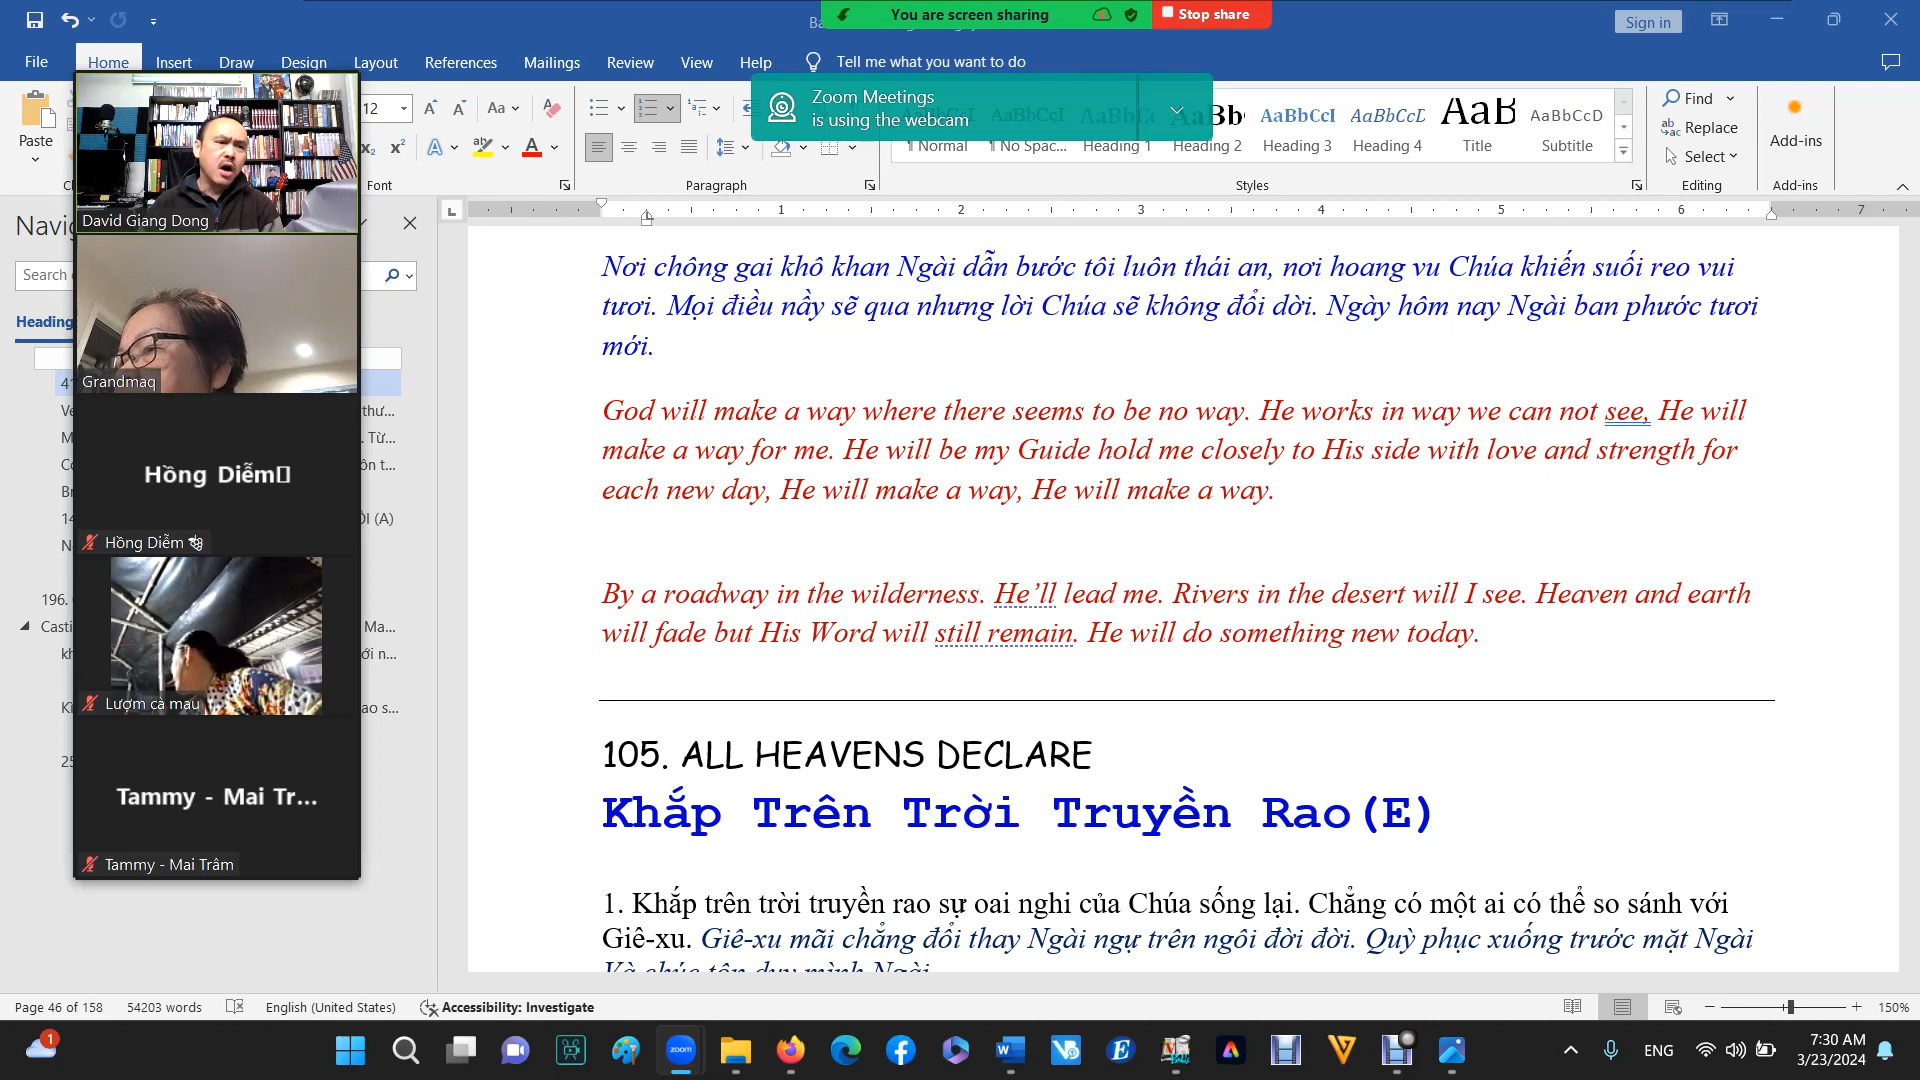 You are screen sharing
Stop share
Sign in
File
Home
Insert
Draw
Design
Layout
References
Mailings
Review
View
Help
Tell me what you want to do
Paste
12
Aa
Font
Paragraph
Zoom Meetings
is using the webcam
¶ Normal
¶ No Spac...
Heading 1
Heading 2
Heading 3
Heading 4
Title
Subtitle
Styles
Find
Replace
Select
Editing
Add-ins
Add-ins
David Giang Dong
Search
Grandmaq
Hồng Diễm
Hồng Diễm
Lượm cà mau
Tammy - Mai Tr...
Tammy - Mai Trâm
Nơi chông gai khô khan Ngài dẫn bước tôi luôn thái an, nơi hoang vu Chúa khiến suối reo vui
tươi. Mọi điều nầy sẽ qua nhưng lời Chúa sẽ không đổi dời. Ngày hôm nay Ngài ban phước tươi
mới.
God will make a way where there seems to be no way. He works in way we can not see, He will
make a way for me. He will be my Guide hold me closely to His side with love and strength for
each new day, He will make a way, He will make a way.
By a roadway in the wilderness. He’ll lead me. Rivers in the desert will I see. Heaven and earth
will fade but His Word will still remain. He will do something new today.
105. ALL HEAVENS DECLARE
Khắp Trên Trời Truyền Rao(E)
1. Khắp trên trời truyền rao sự oai nghi của Chúa sống lại. Chẳng có một ai có thể so sánh với
Giê-xu. Giê-xu mãi chẳng đổi thay Ngài ngự trên ngôi đời đời. Quỳ phục xuống trước mặt Ngài
Page 46 of 158
54203 words
English (United States)
Accessibility: Investigate
150%
ENG
7:30 AM
3/23/2024